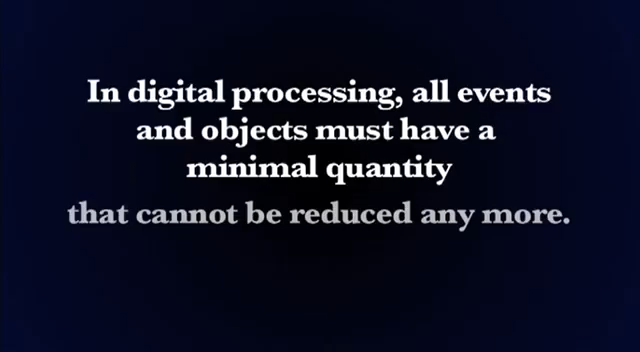 In digital processing, all events
and objects must have a
minimal quantity
that cannot be reduced any more.